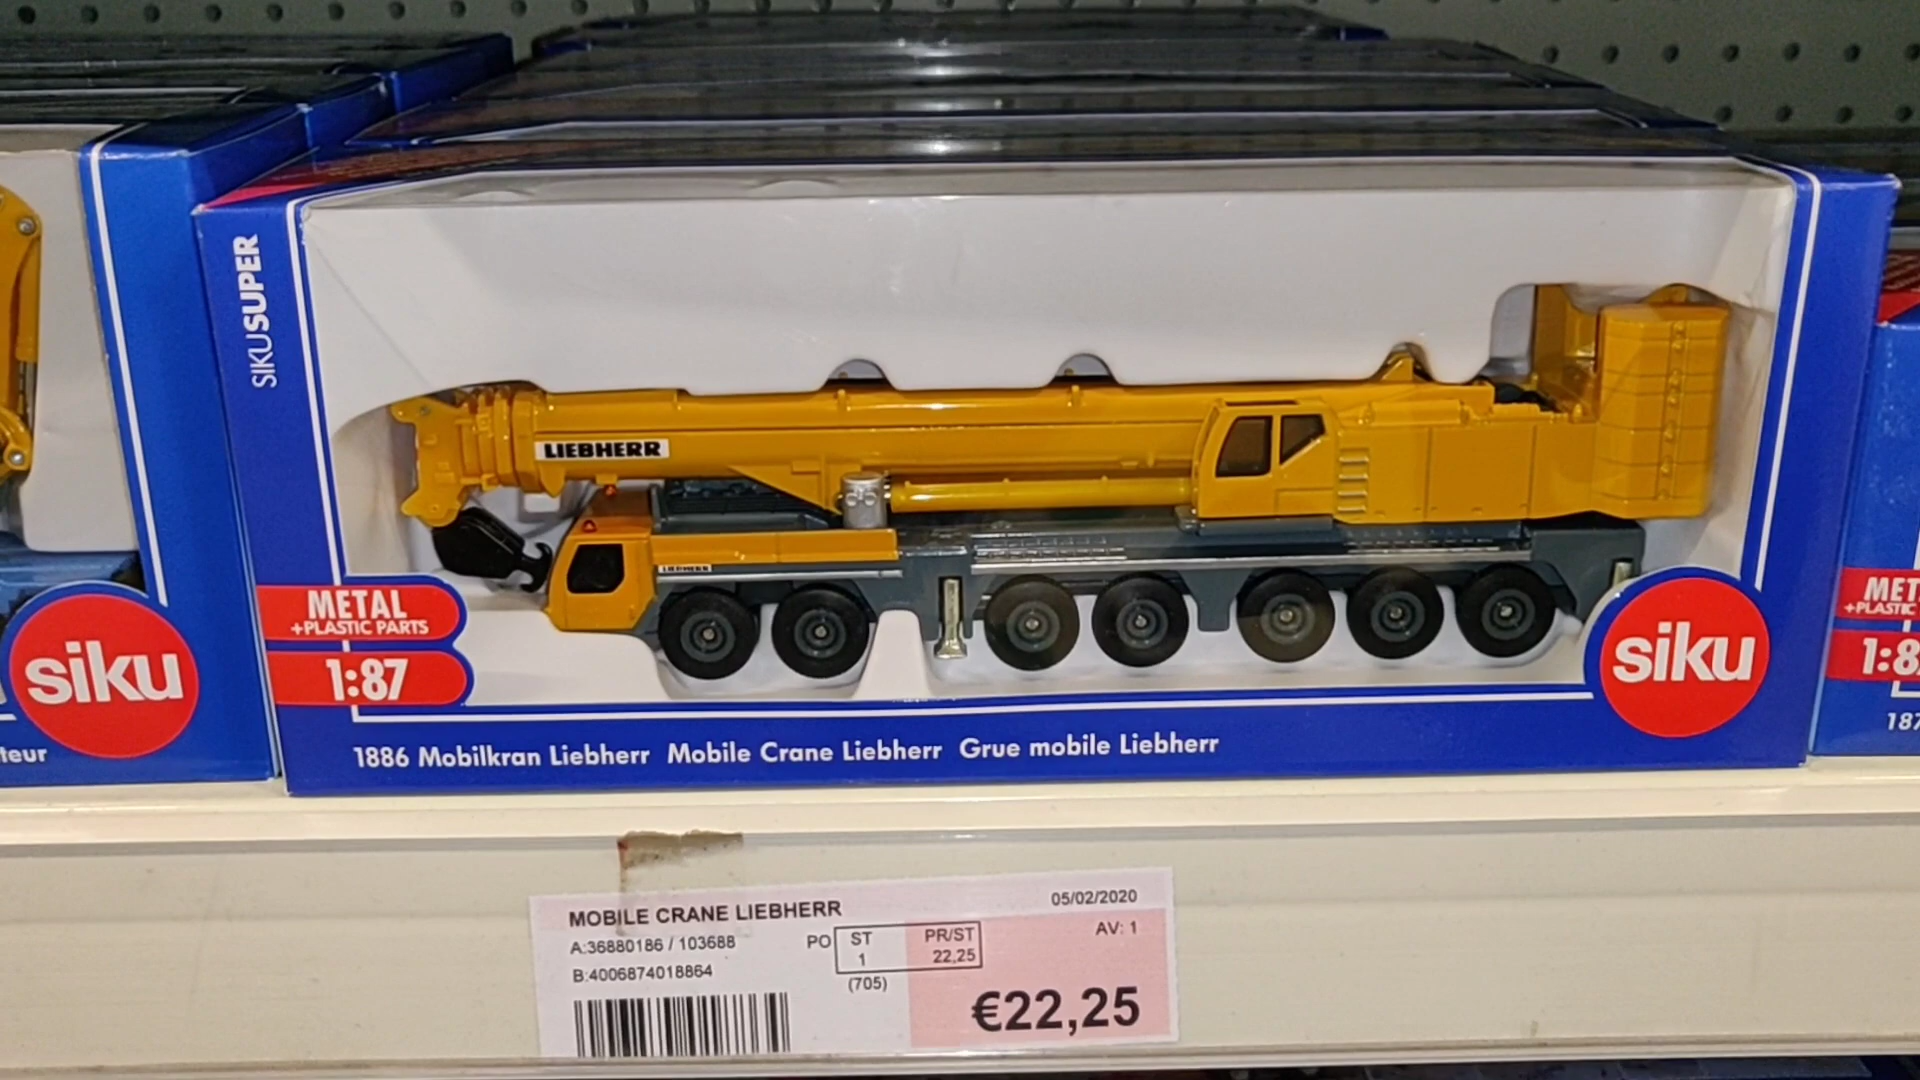 SIKUSUPER
LIEBHERR
LIEBHERR
METAL
+PLASTIC PARTS
1:87
siku
1886 Mobilkran Liebherr Mobile Crane Liebherr Grue mobile Liebherr
siku
teur
MET
+PLASTIC
1:8
187
MOBILE CRANE LIEBHERR
05/02/2020
A:36880186 / 103688
PO
ST
PR/ST
AV: 1
1
22,25
B:4006874018864
(705)
€22,25